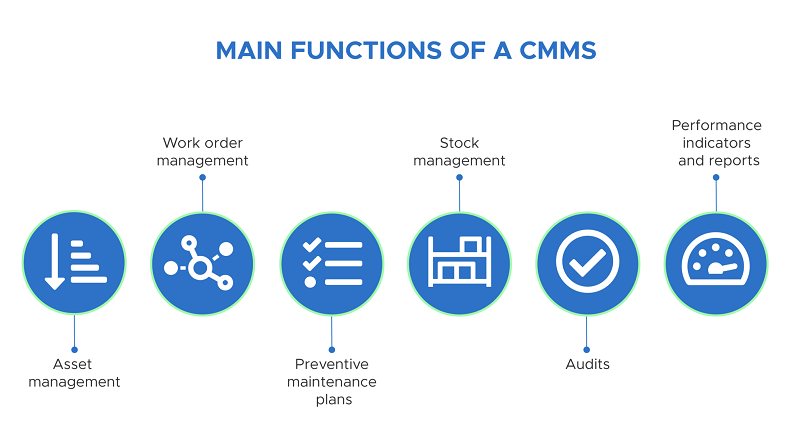 MAIN FUNCTIONS OF A CMMS
Asset
management
Work order
management
Preventive
maintenance
plans
Stock
management
Audits
Performance
indicators
and reports